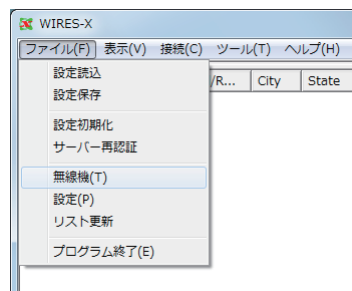 WIRES-X
ファイル(F) 表示(V) 接続(C) ツール(T) ヘルプ(H)
/R... City State
設定読込
設定保存
設定初期化
サーバー再認証
無線機(T)
設定(P)
リスト更新
プログラム終了(E)